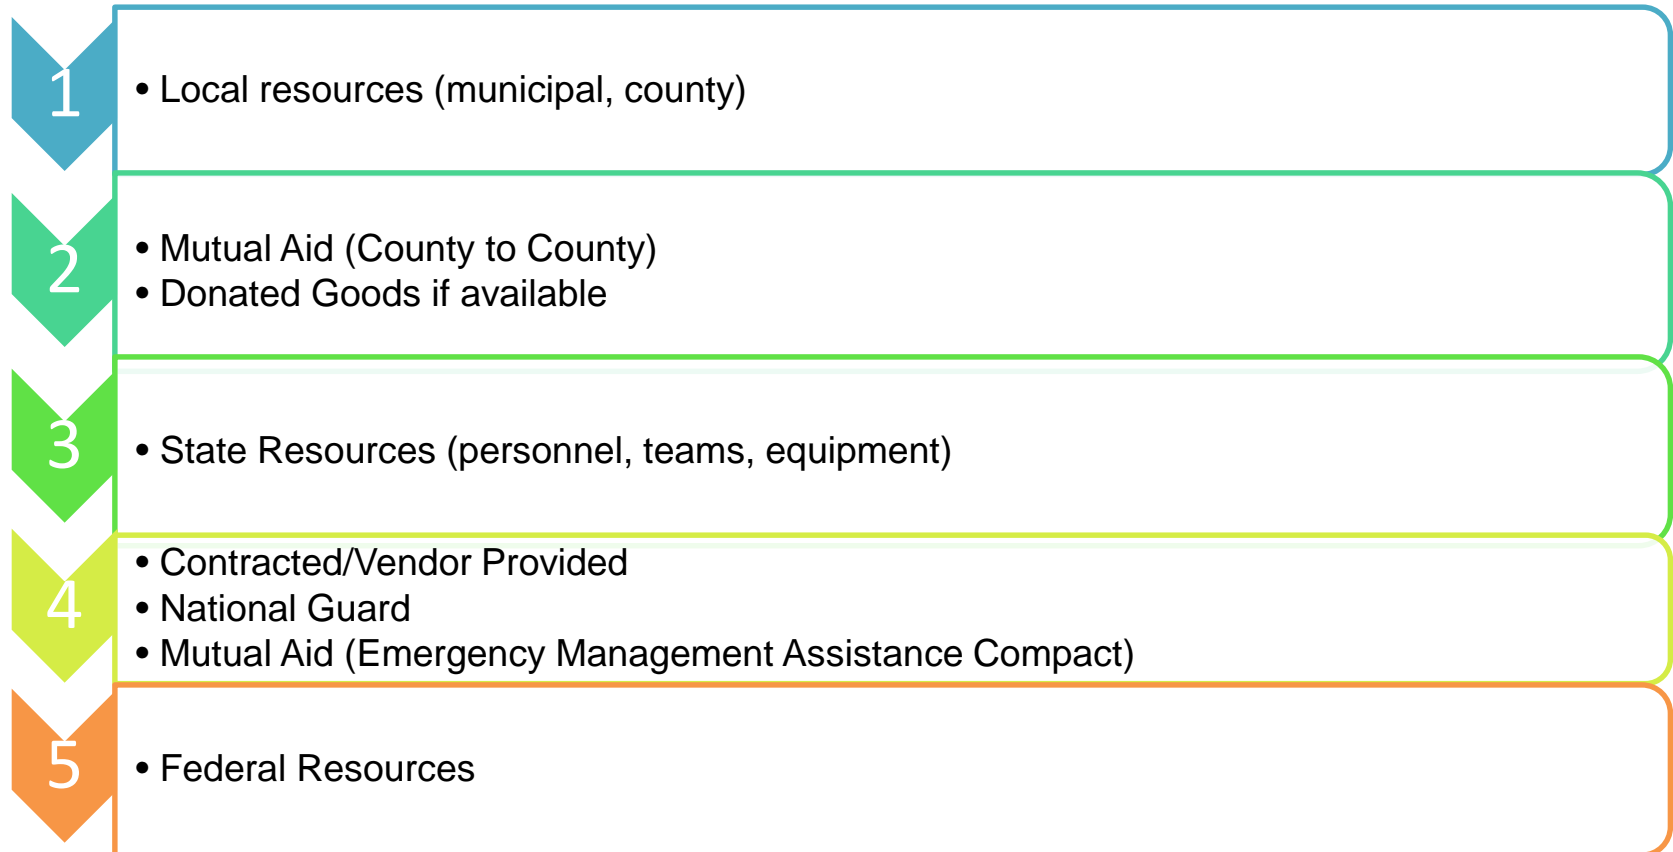 1
• Local resources (municipal, county)
2
• Mutual Aid (County to County)
• Donated Goods if available
3
• State Resources (personnel, teams, equipment)
4
• Contracted/Vendor Provided
• National Guard
• Mutual Aid (Emergency Management Assistance Compact)
5
• Federal Resources